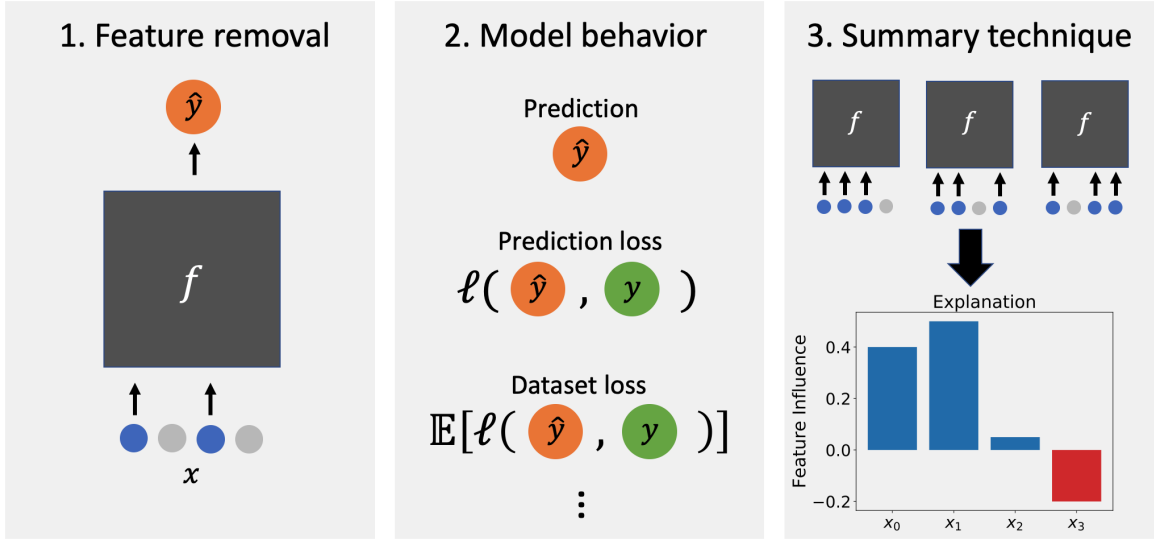 1. Feature removal
ŷ
f
x
2. Model behavior
Prediction
ŷ
Prediction loss
ℓ( ŷ , y )
Dataset loss
𝔼[ℓ( ŷ , y )]
⋮
3. Summary technique
f f f
Explanation
Feature Influence
0.4
0.2
0.0
−0.2
x₀ x₁ x₂ x₃